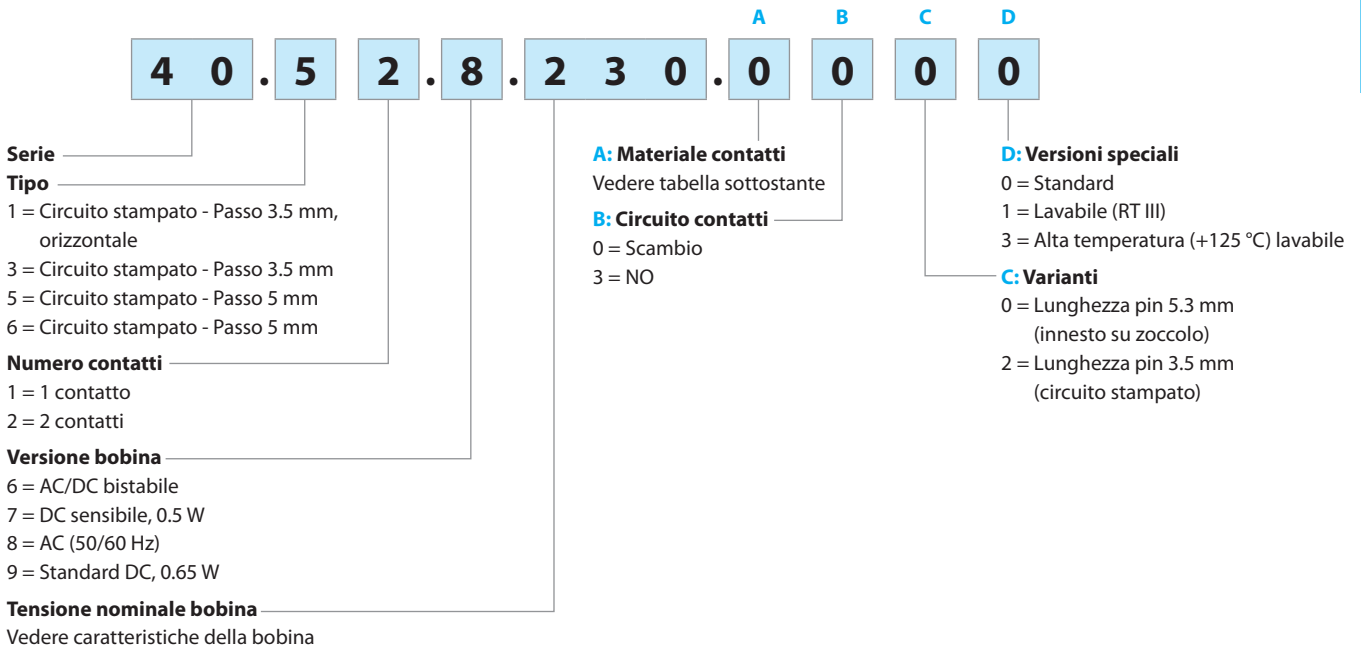 A B C D
4 0 . 5 2 . 8 . 2 3 0 . 0 0 0 0
Serie
Tipo
1 = Circuito stampato - Passo 3.5 mm,
orizzontale
3 = Circuito stampato - Passo 3.5 mm
5 = Circuito stampato - Passo 5 mm
6 = Circuito stampato - Passo 5 mm
Numero contatti
1 = 1 contatto
2 = 2 contatti
Versione bobina
6 = AC/DC bistabile
7 = DC sensibile, 0.5 W
8 = AC (50/60 Hz)
9 = Standard DC, 0.65 W
Tensione nominale bobina
Vedere caratteristiche della bobina
A: Materiale contatti
Vedere tabella sottostante
B: Circuito contatti
0 = Scambio
3 = NO
D: Versioni speciali
0 = Standard
1 = Lavabile (RT III)
3 = Alta temperatura (+125 °C) lavabile
C: Varianti
0 = Lunghezza pin 5.3 mm
(innesto su zoccolo)
2 = Lunghezza pin 3.5 mm
(circuito stampato)